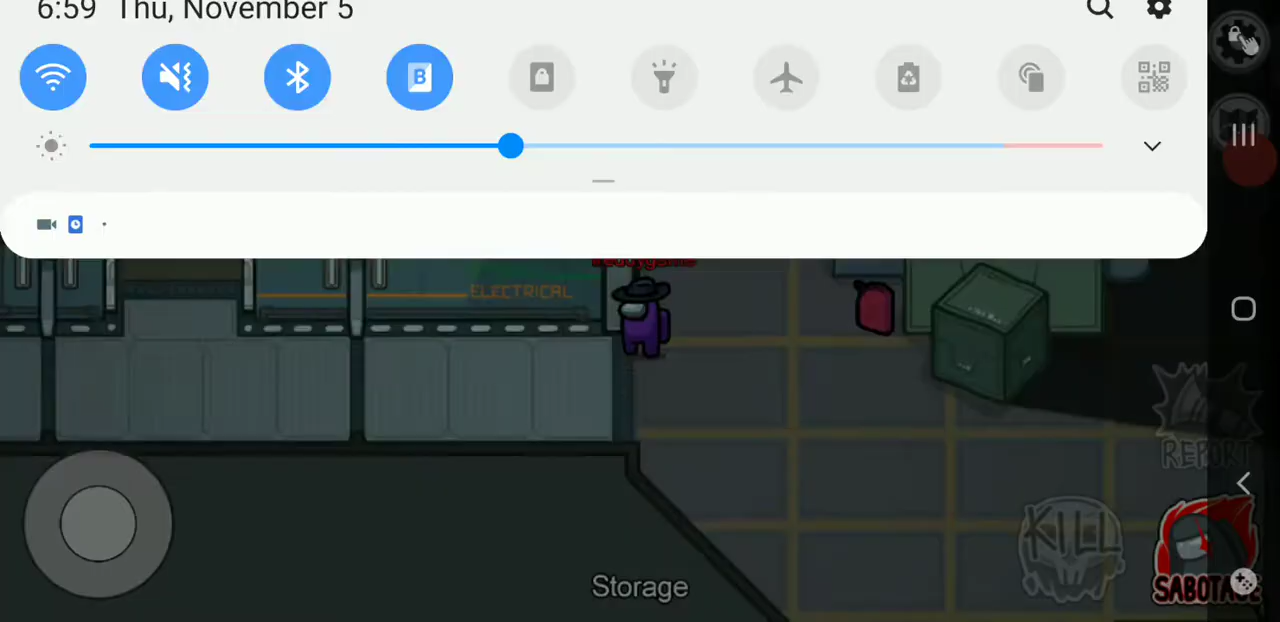 6:59 Thu, November 5
B
ELECTRICAL
REPORT
KILL
SABOTAGE
Storage